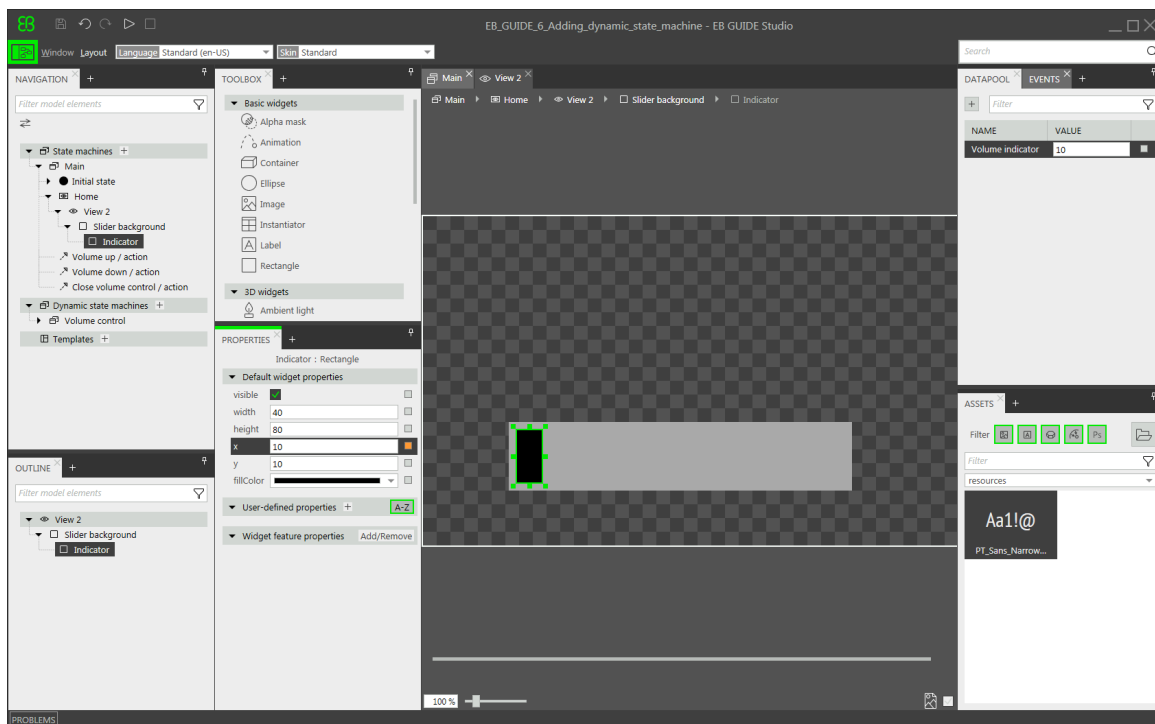 EB_GUIDE_6_Adding_dynamic_state_machine - EB GUIDE Studio
Window Layout Language Standard (en-US) Skin Standard
Search
NAVIGATION
Filter model elements
State machines
Main
Initial state
Home
View 2
Slider background
Indicator
Volume up / action
Volume down / action
Close volume control / action
Dynamic state machines
Volume control
Templates
OUTLINE
Filter model elements
View 2
Slider background
Indicator
TOOLBOX
Basic widgets
Alpha mask
Animation
Container
Ellipse
Image
Instantiator
Label
Rectangle
3D widgets
Ambient light
PROPERTIES
Indicator : Rectangle
Default widget properties
visible
width 40
height 80
x 10
y 10
fillColor
User-defined properties + A-Z
Widget feature properties Add/Remove
Main View 2
Main Home View 2 Slider background Indicator
100 %
DATAPOOL EVENTS
Filter
NAME VALUE
Volume indicator 10
ASSETS
Filter A Ps
Filter
resources
Aa1!@
PT_Sans_Narrow...
PROBLEMS